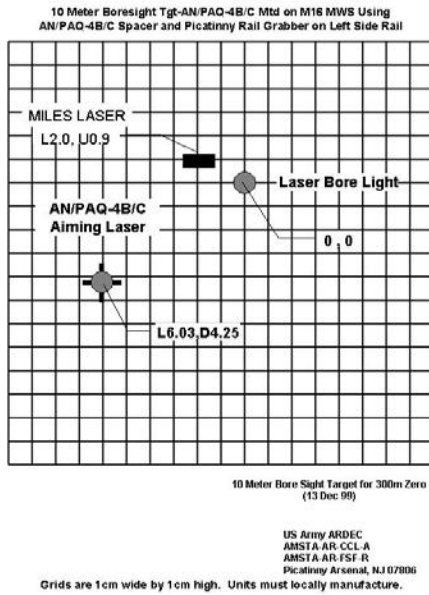 10 Meter Boresight Tgt-AN/PAQ-4B/C Mtd on M16 MWS Using
AN/PAQ-4B/C Spacer and Picatinny Rail Grabber on Left Side Rail
MILES LASER
L2.0, U0.9
Laser Bore Light
AN/PAQ-4B/C
Aiming Laser
0 , 0
L6.03,D4.25
10 Meter Bore Sight Target for 300m Zero
(13 Dec 99)
US Army ARDEC
AMSTA-AR-CCL-A
AMSTA-AR-FSF-R
Picatinny Arsenal, NJ 07806
Grids are 1cm wide by 1cm high. Units must locally manufacture.